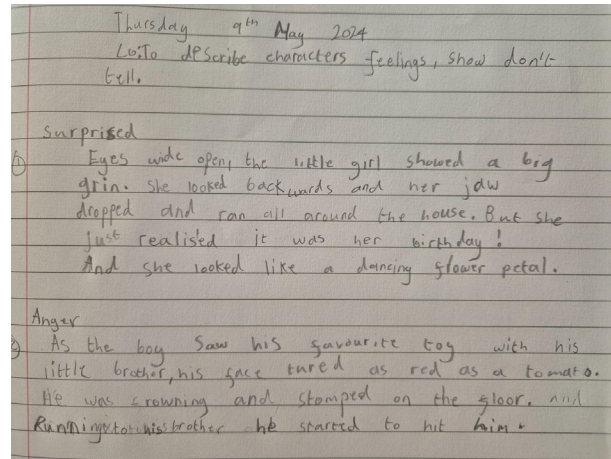 Thursday 9th May 2024
Lo: To describe characters feelings, show don't
tell.
Surprised
① Eyes wide open, the little girl showed a big
grin. She looked backwards and her jaw
dropped and ran all around the house. But she
just realised it was her birthday!
And she looked like a dancing flower petal.
Anger
② As the boy saw his favourite toy with his
little brother, his face tured as red as a tomato.
He was crowning and stomped on the floor. and
Running to his brother he started to hit him.